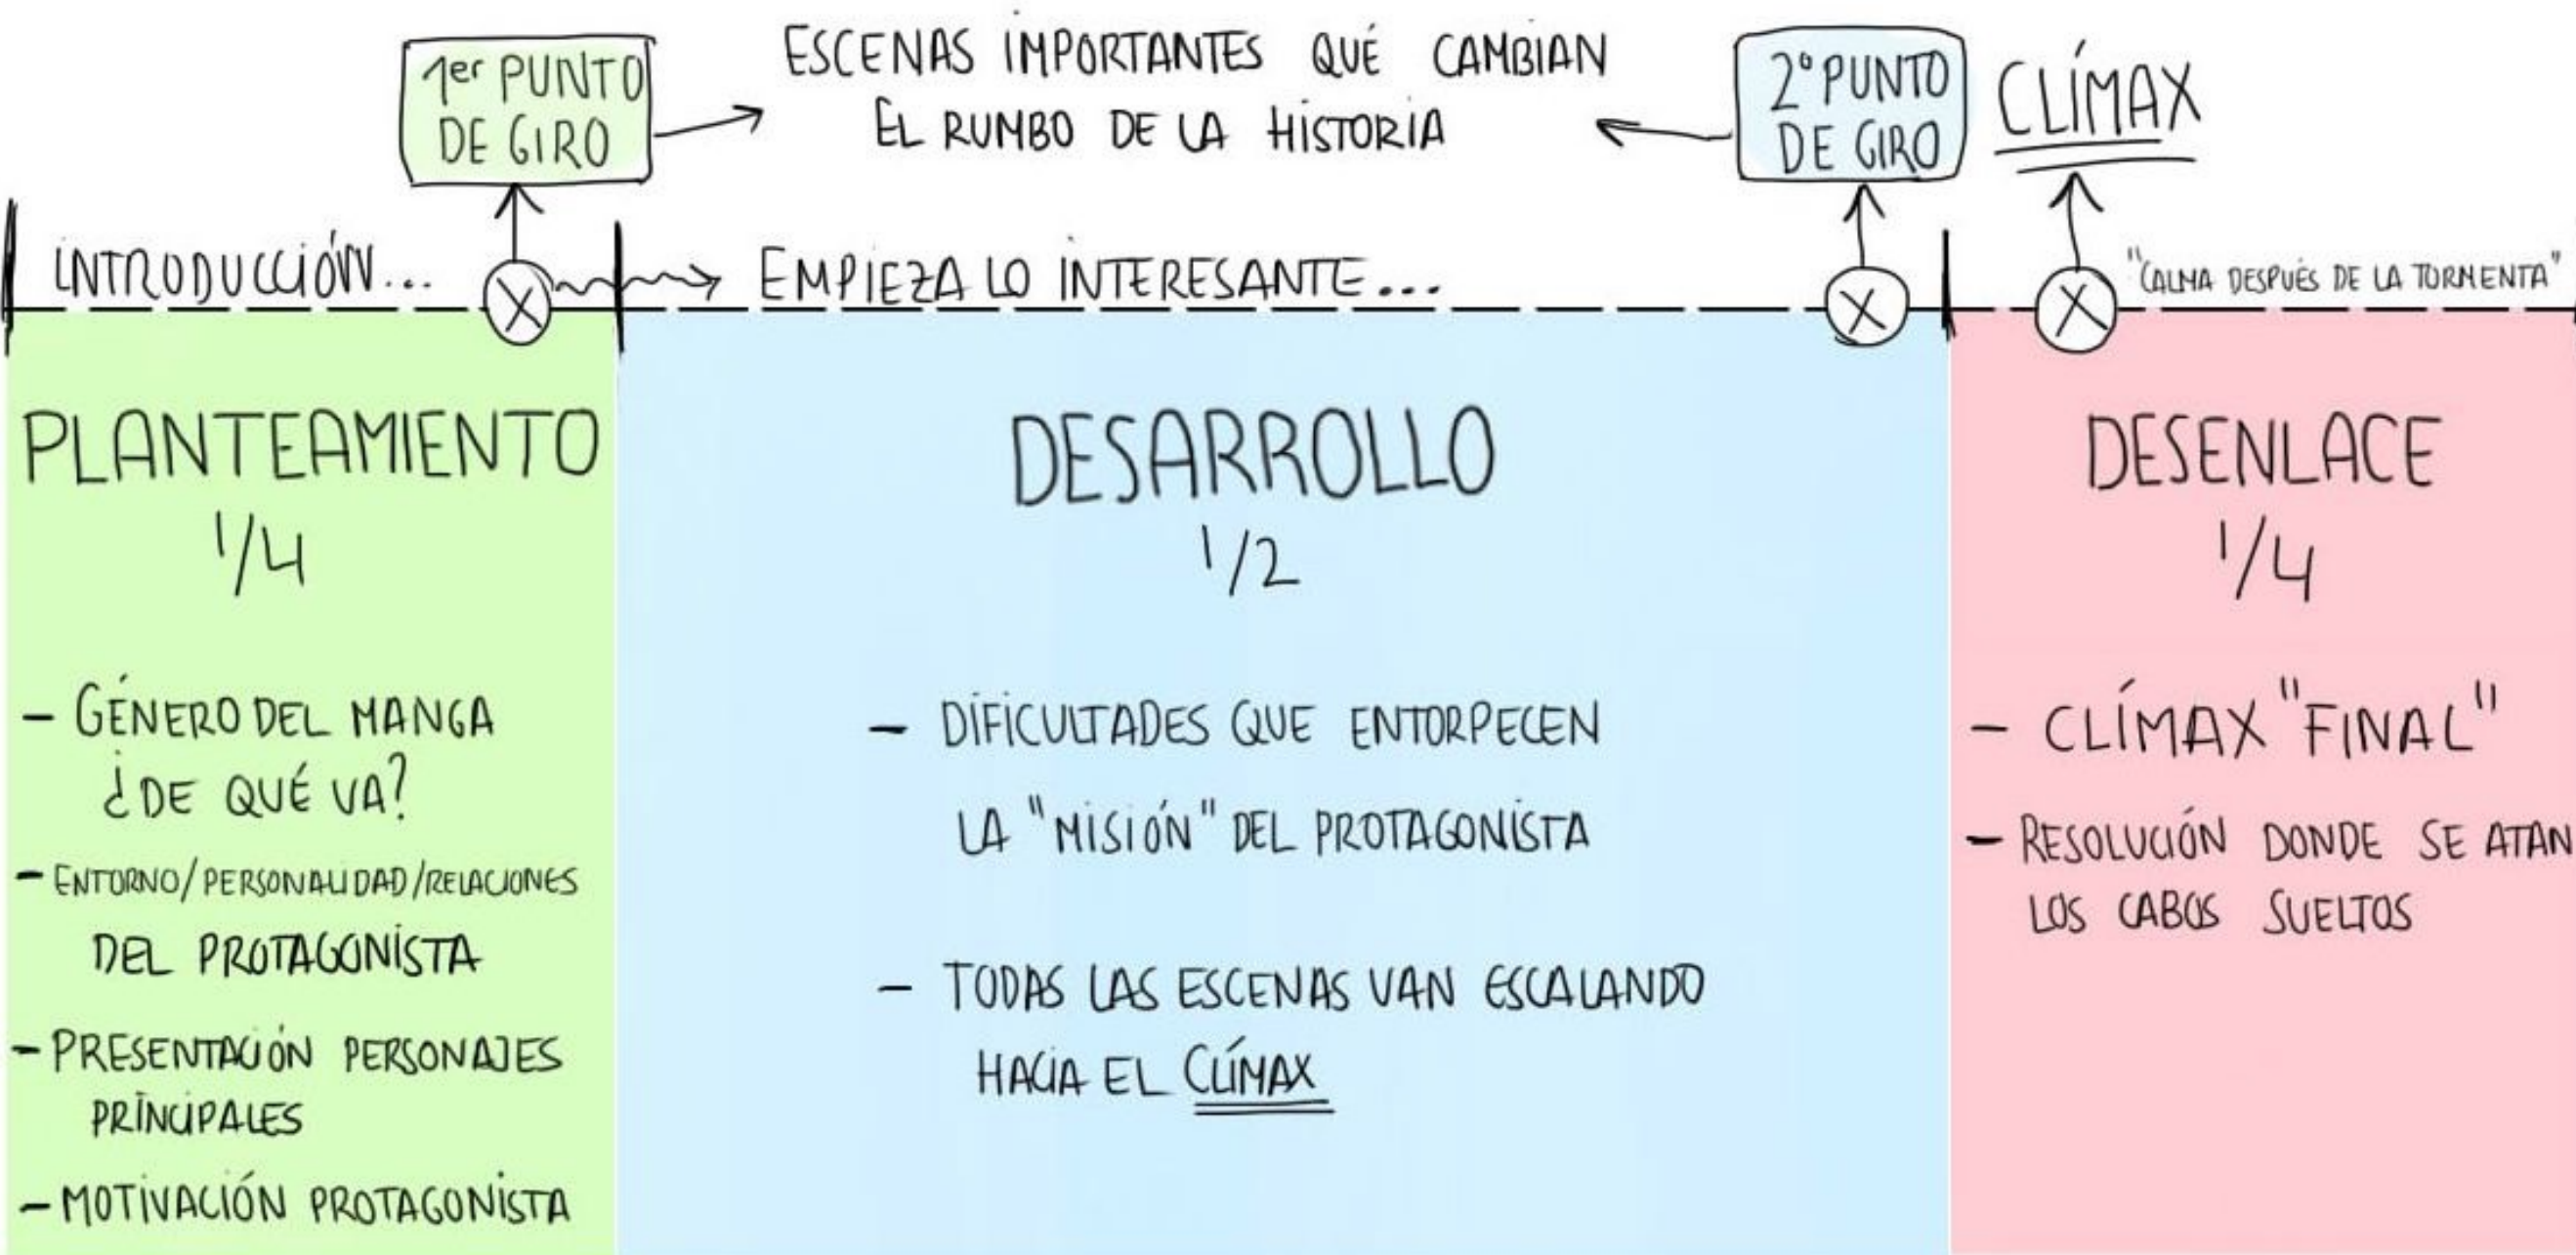 1er PUNTO
DE GIRO
ESCENAS IMPORTANTES QUÉ CAMBIAN
EL RUMBO DE LA HISTORIA
2º PUNTO
DE GIRO
CLÍMAX
INTRODUCCIÓN...
EMPIEZA LO INTERESANTE...
"CALMA DESPUÉS DE LA TORMENTA"
PLANTEAMIENTO
1/4
- GÉNERO DEL MANGA
¿DE QUÉ VA?
- ENTORNO/PERSONALIDAD/RELACIONES
DEL PROTAGONISTA
- PRESENTACIÓN PERSONAJES
PRINCIPALES
- MOTIVACIÓN PROTAGONISTA
DESARROLLO
1/2
- DIFICULTADES QUE ENTORPECEN
LA "MISIÓN" DEL PROTAGONISTA
- TODAS LAS ESCENAS VAN ESCALANDO
HACIA EL CLÍMAX
DESENLACE
1/4
- CLÍMAX "FINAL"
- RESOLUCIÓN DONDE SE ATAN
LOS CABOS SUELTOS